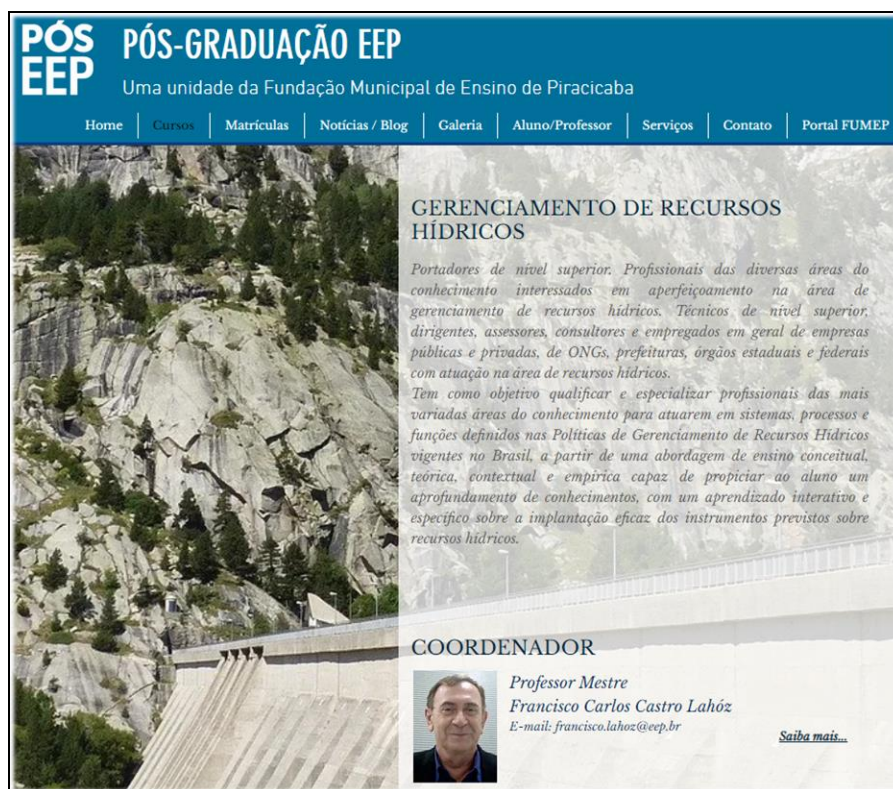 PÓS
EEP
PÓS-GRADUAÇÃO EEP
Uma unidade da Fundação Municipal de Ensino de Piracicaba
Home Cursos Matrículas Notícias / Blog Galeria Aluno/Professor Serviços Contato Portal FUMEP
GERENCIAMENTO DE RECURSOS
HÍDRICOS
Portadores de nível superior. Profissionais das diversas áreas do
conhecimento interessados em aperfeiçoamento na área de
gerenciamento de recursos hídricos. Técnicos de nível superior,
dirigentes, assessores, consultores e empregados em geral de empresas
públicas e privadas, de ONGs, prefeituras, órgãos estaduais e federais
com atuação na área de recursos hídricos.
Tem como objetivo qualificar e especializar profissionais das mais
variadas áreas do conhecimento para atuarem em sistemas, processos e
funções definidos nas Políticas de Gerenciamento de Recursos Hídricos
vigentes no Brasil, a partir de uma abordagem de ensino conceitual,
teórica, contextual e empírica capaz de propiciar ao aluno um
aprofundamento de conhecimentos, com um aprendizado interativo e
específico sobre a implantação eficaz dos instrumentos previstos sobre
recursos hídricos.
COORDENADOR
Professor Mestre
Francisco Carlos Castro Lahóz
E-mail: francisco.lahoz@eep.br
Saiba mais...